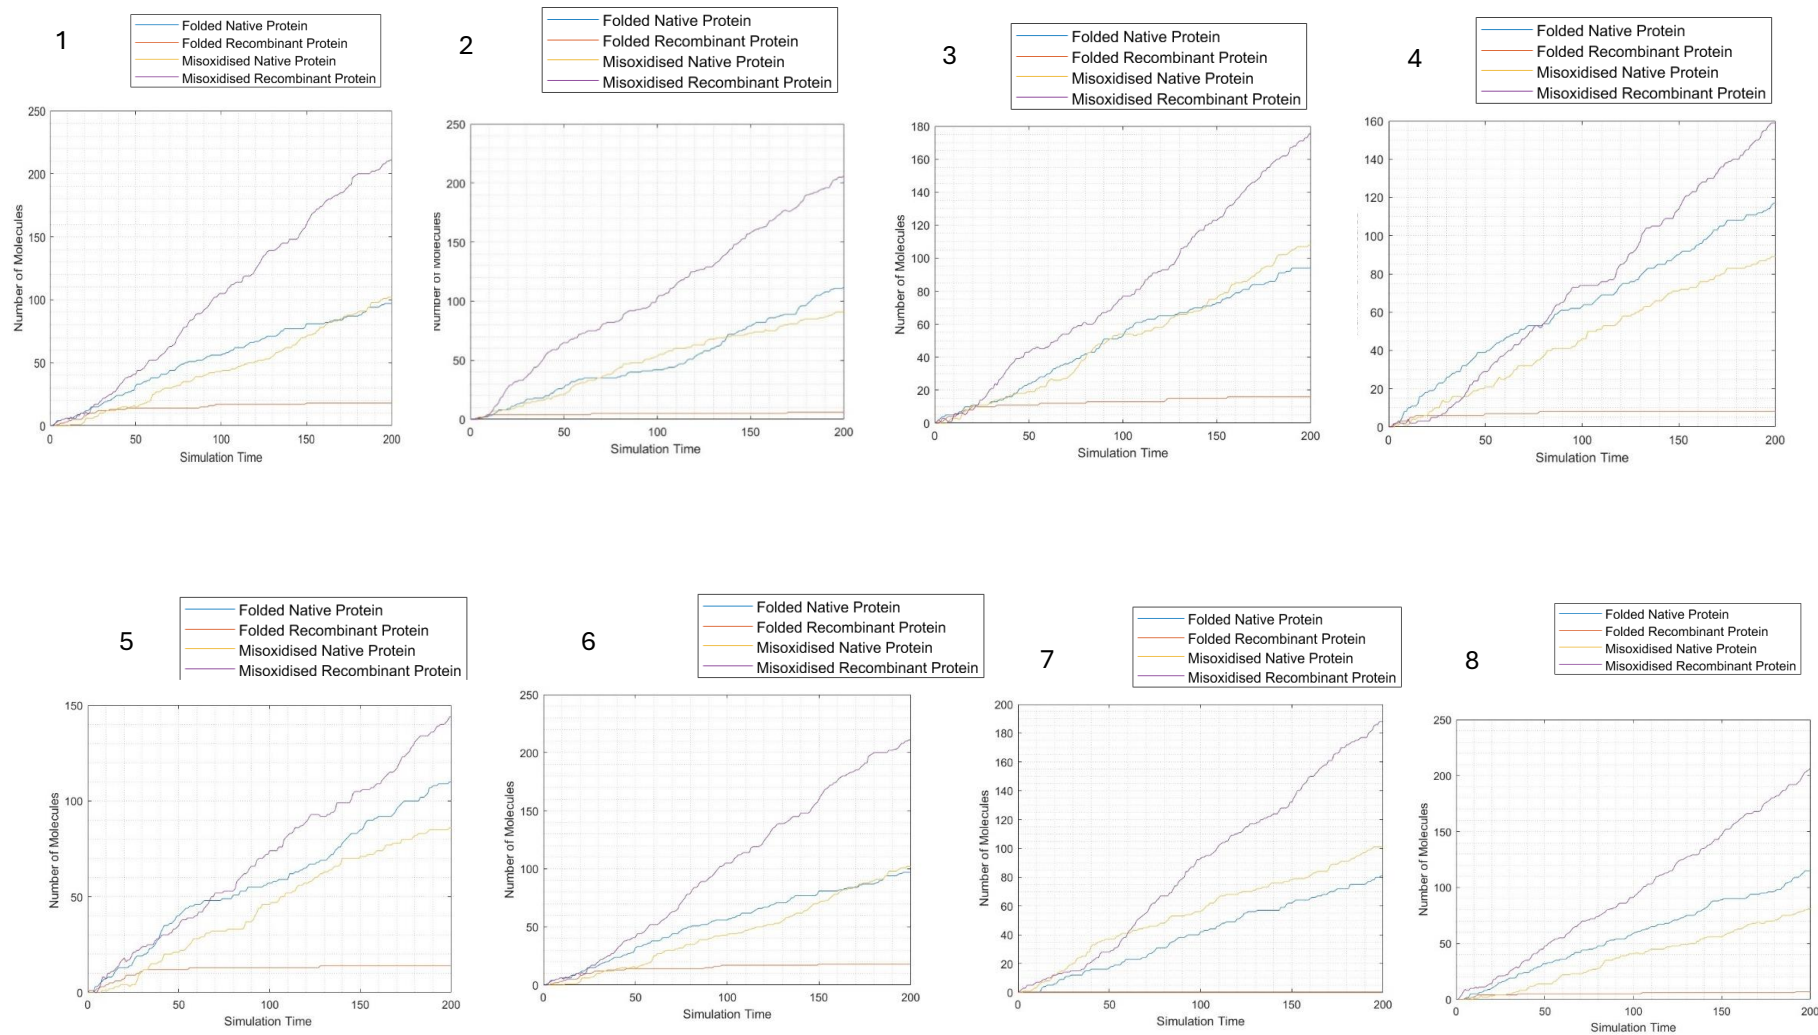 1
Folded Native Protein
Folded Recombinant Protein
Misoxidised Native Protein
Misoxidised Recombinant Protein
250
200
150
100
50
0
Number of Molecules
0 50 100 150 200
Simulation Time
2
Folded Native Protein
Folded Recombinant Protein
Misoxidised Native Protein
Misoxidised Recombinant Protein
250
200
150
100
50
0
Number of Molecules
0 50 100 150 200
Simulation Time
3
Folded Native Protein
Folded Recombinant Protein
Misoxidised Native Protein
Misoxidised Recombinant Protein
180
160
140
120
100
80
60
40
20
0
Number of Molecules
0 50 100 150 200
Simulation Time
4
Folded Native Protein
Folded Recombinant Protein
Misoxidised Native Protein
Misoxidised Recombinant Protein
160
140
120
100
80
60
40
20
0
0 50 100 150 200
Simulation Time
5
Folded Native Protein
Folded Recombinant Protein
Misoxidised Native Protein
Misoxidised Recombinant Protein
150
100
50
0
Number of Molecules
0 50 100 150 200
Simulation Time
6
Folded Native Protein
Folded Recombinant Protein
Misoxidised Native Protein
Misoxidised Recombinant Protein
250
200
150
100
50
0
Number of Molecules
0 50 100 150 200
Simulation Time
7
Folded Native Protein
Folded Recombinant Protein
Misoxidised Native Protein
Misoxidised Recombinant Protein
200
180
160
140
120
100
80
60
40
20
0
Number of Molecules
0 50 100 150 200
Simulation Time
8
Folded Native Protein
Folded Recombinant Protein
Misoxidised Native Protein
Misoxidised Recombinant Protein
250
200
150
100
50
0
Number of Molecules
0 50 100 150 200
Simulation Time